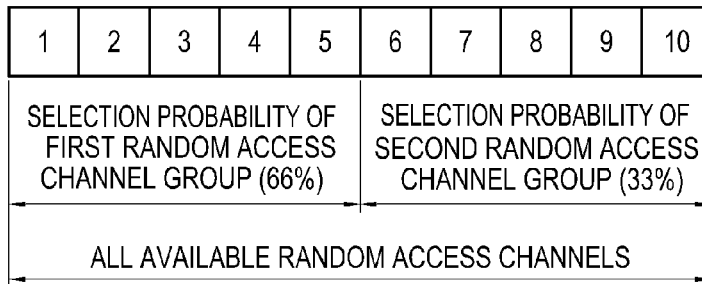 1 2 3 4 5 6 7 8 9 10
SELECTION PROBABILITY OF
FIRST RANDOM ACCESS
CHANNEL GROUP (66%)
SELECTION PROBABILITY OF
SECOND RANDOM ACCESS
CHANNEL GROUP (33%)
ALL AVAILABLE RANDOM ACCESS CHANNELS